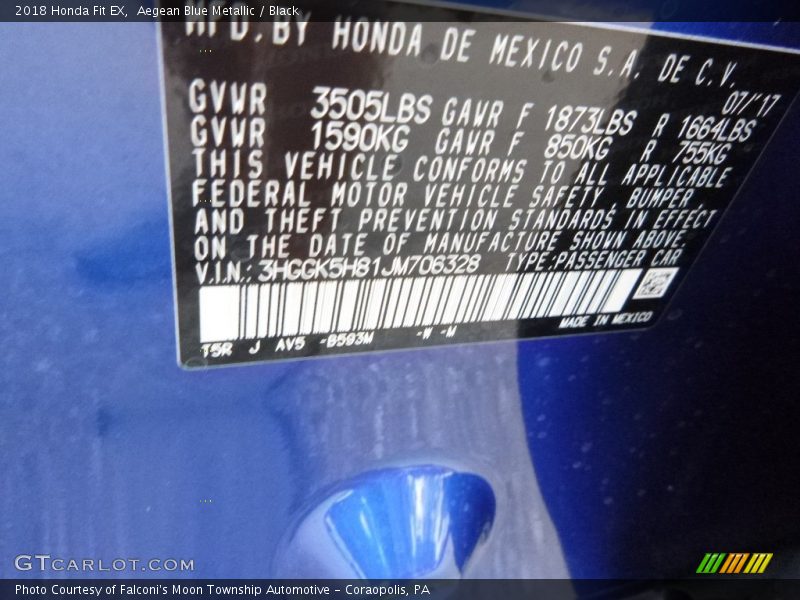 2018 Honda Fit EX, Aegean Blue Metallic / Black
MFD. BY HONDA DE MEXICO S.A. DE C.V.
07/'17
GVWR 3505LBS GAWR F 1873LBS R 1664LBS
GVWR 1590KG GAWR F 850KG R 755KG
THIS VEHICLE CONFORMS TO ALL APPLICABLE
FEDERAL MOTOR VEHICLE SAFETY, BUMPER
AND THEFT PREVENTION STANDARDS IN EFFECT
ON THE DATE OF MANUFACTURE SHOWN ABOVE.
V.I.N.: 3HGGK5H81JM706328 TYPE:PASSENGER CAR
T5R J AV5 -B593M -W -M
MADE IN MEXICO
GTCARLOT.COM
Photo Courtesy of Falconi's Moon Township Automotive - Coraopolis, PA